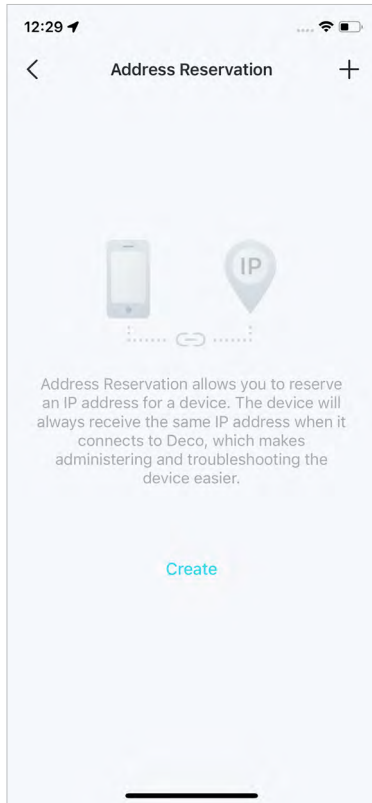 12:29
Address Reservation
IP
Address Reservation allows you to reserve
an IP address for a device. The device will
always receive the same IP address when it
connects to Deco, which makes
administering and troubleshooting the
device easier.
Create